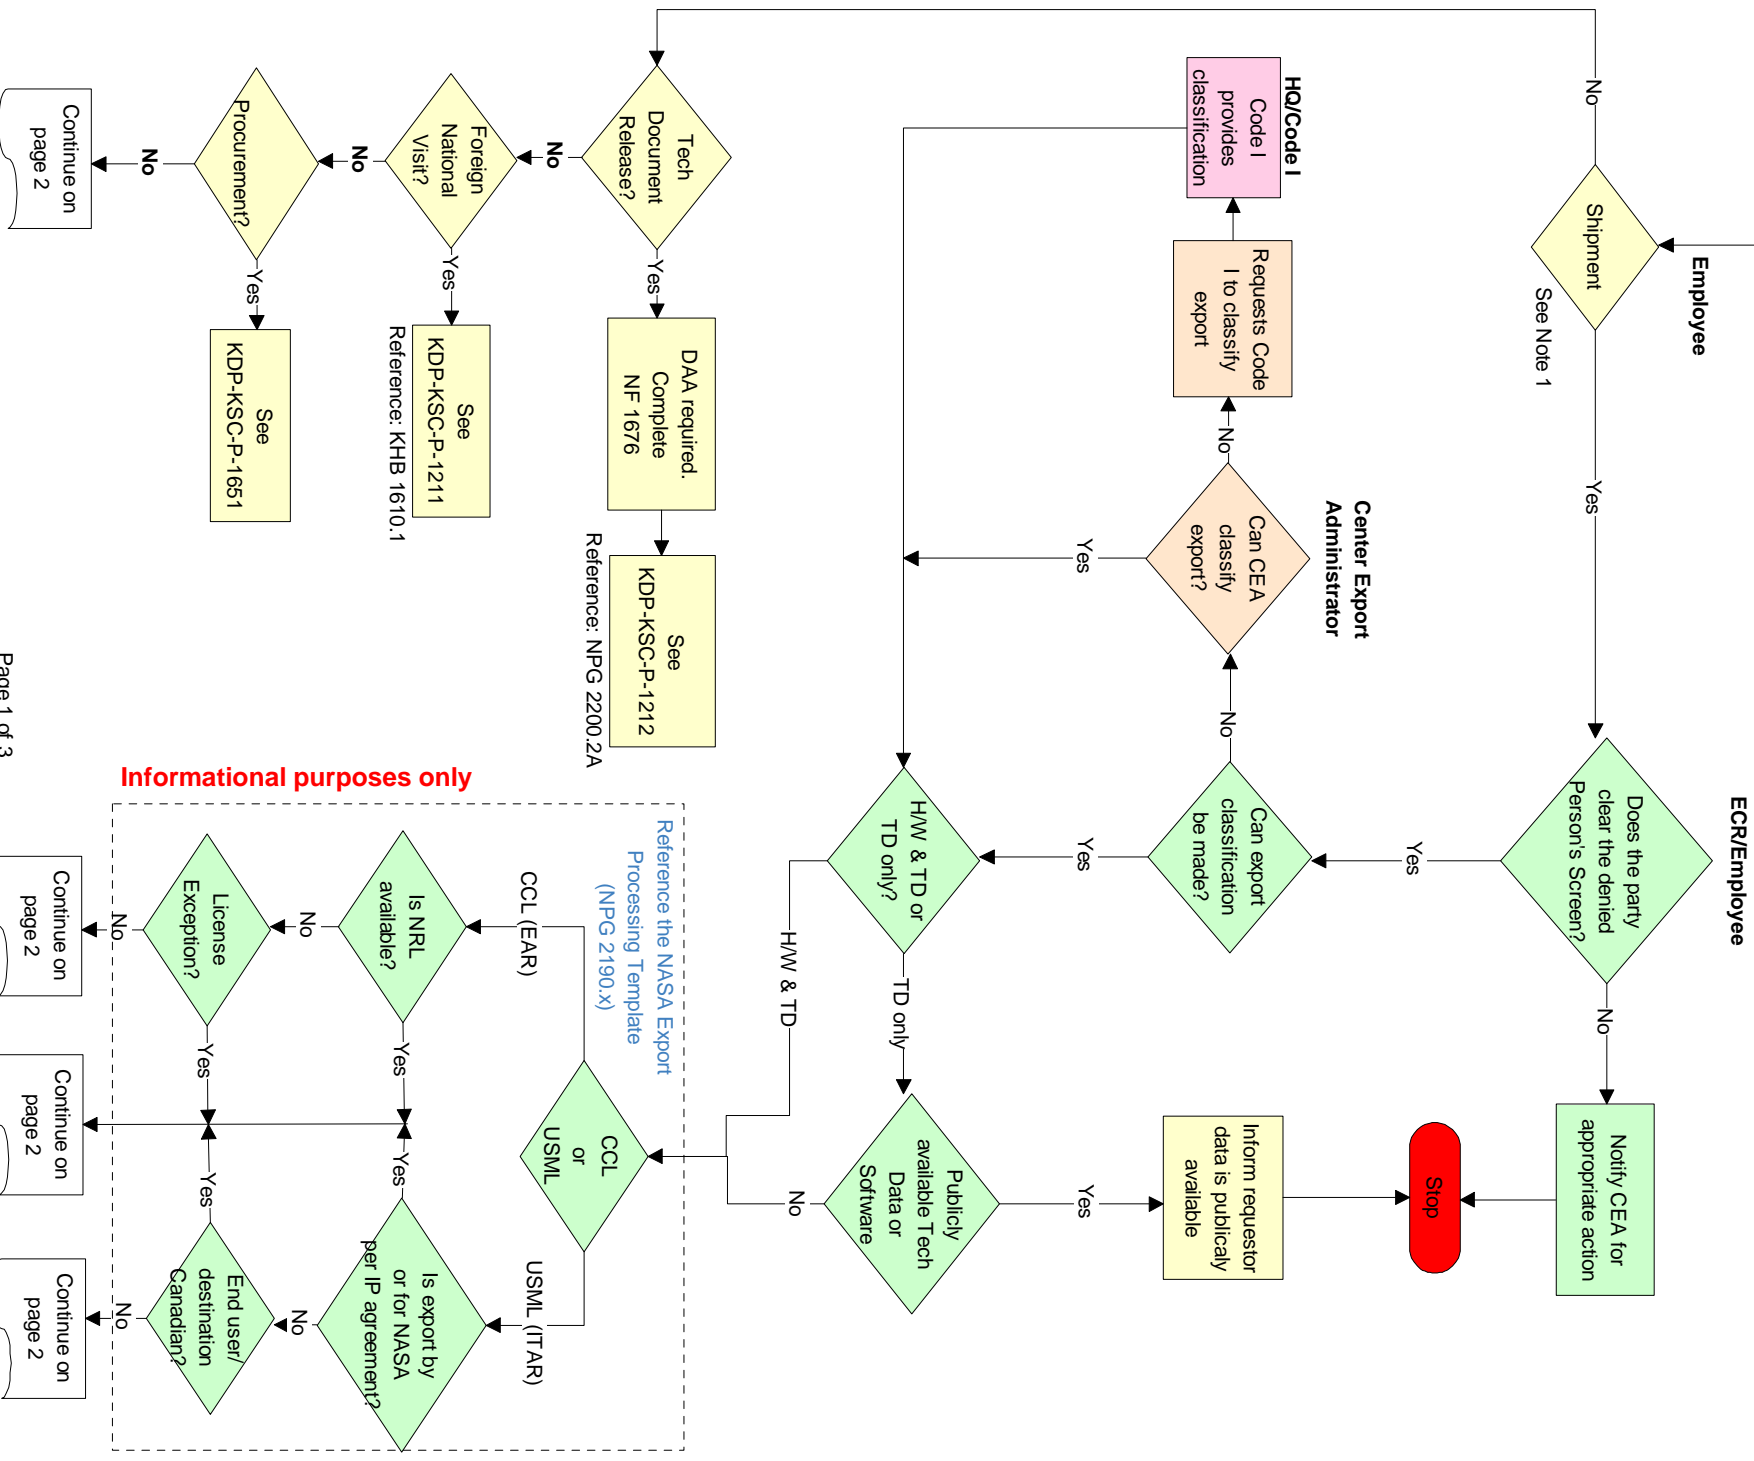 Employee
Shipment
See Note 1
No
Yes
ECR/Employee
Does the party
clear the denied
Person's Screen?
No
Notify CEA for
appropriate action
Stop
Yes
HQ/Code I
Code I
provides
classification
Requests Code
I to classify
export
No
Center Export
Administrator
Can CEA
classify
export?
Yes
No
Can export
classification
be made?
Yes
Inform requestor
data is publicaly
available
Yes
H/W & TD or
TD only?
TD only
H/W & TD
Publicly
available Tech
Data or
Software
No
Tech
Document
Release?
Yes
DAA required.
Complete
NF 1676
See
KDP-KSC-P-1212
Reference: NPG 2200.2A
No
Foreign
National
Visit?
Yes
See
KDP-KSC-P-1211
Reference: KHB 1610.1
No
Procurement?
Yes
See
KDP-KSC-P-1651
No
Continue on
page 2
Informational purposes only
Reference the NASA Export
Processing Template
(NPG 2190.x)
CCL
or
USML
CCL (EAR)
USML (ITAR)
Is NRL
available?
Yes
Yes
Is export by
or for NASA
per IP agreement?
No
No
License
Exception?
Yes
Yes
End user/
destination
Canadian?
No
No
Continue on
page 2
Continue on
page 2
Continue on
page 2
Page 1 of 3